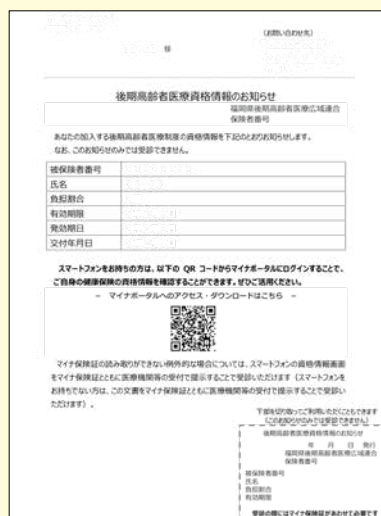 (お問い合わせ先)
様
後期高齢者医療資格情報のお知らせ
福岡県後期高齢者医療広域連合
保険者番号
あなたの加入する後期高齢者医療制度の資格情報を下記のとおりお知らせします。
なお、このお知らせのみでは受診できません。
被保険者番号
氏名
負担割合
有効期限
発効期日
交付年月日
スマートフォンをお持ちの方は、以下の QR コードからマイナポータルにログインすることで、
ご自身の健康保険の資格情報を確認することができます。ぜひご活用ください。
－ マイナポータルへのアクセス・ダウンロードはこちら －
マイナ保険証の読み取りができない例外的な場合については、スマートフォンの資格情報画面
をマイナ保険証とともに医療機関等の受付で提示することで受診いただけます（スマートフォンを
お持ちでない方は、この文書をマイナ保険証とともに医療機関等の受付で提示することで受診い
ただけます）。
下部を切り取ってご利用いただくこともできます
(このお知らせのみでは受診できません)
後期高齢者医療資格情報のお知らせ
年 月 日 発行
福岡県後期高齢者医療広域連合
保険者番号
被保険者番号
氏名
負担割合
有効期限
受診の際にはマイナ保険証があわせて必要です